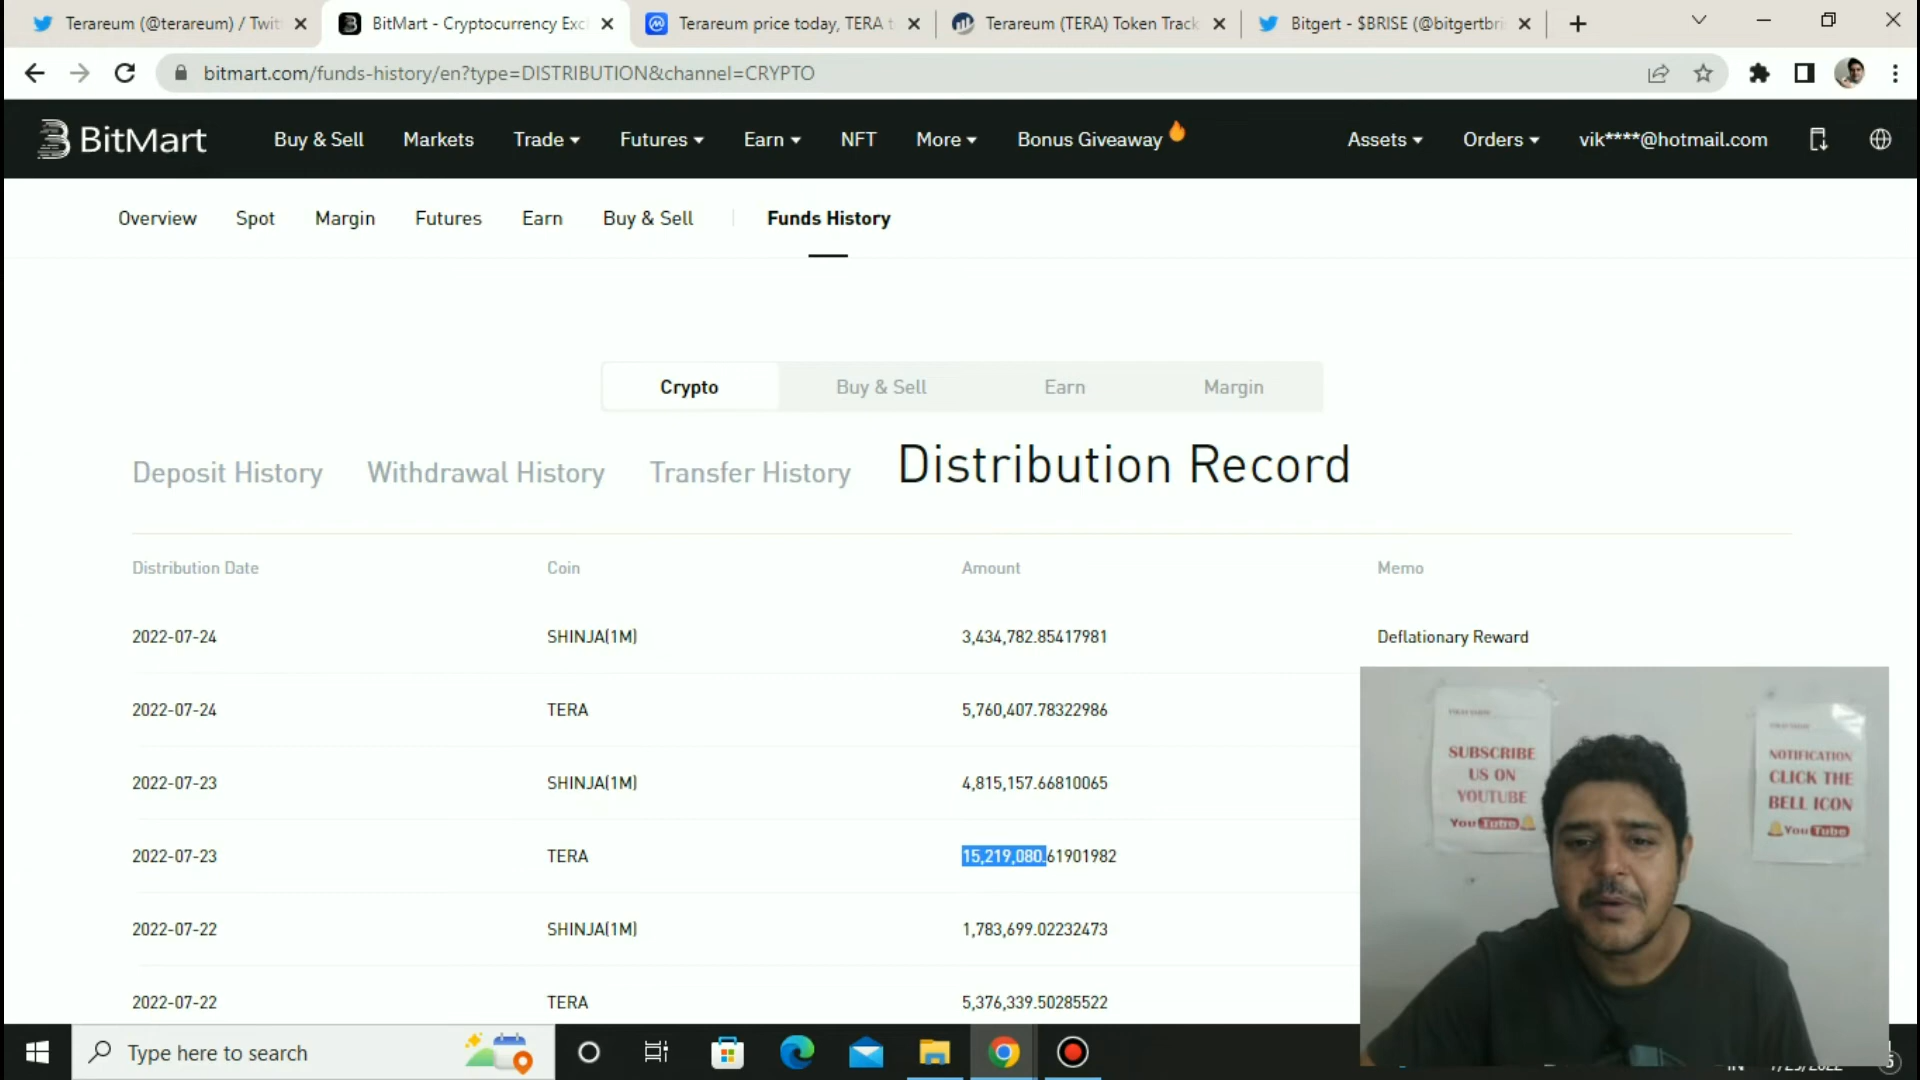 Terareum (@terareum) / Twit
BitMart - Cryptocurrency Exc
Terareum price today, TERA t
Terareum (TERA) Token Track
Bitgert - $BRISE (@bitgertbri
bitmart.com/funds-history/en?type=DISTRIBUTION&channel=CRYPTO
BitMart
Buy & Sell
Markets
Trade
Futures
Earn
NFT
More
Bonus Giveaway
Assets
Orders
vik****@hotmail.com
Overview
Spot
Margin
Futures
Earn
Buy & Sell
Funds History
Crypto
Buy & Sell
Earn
Margin
Deposit History
Withdrawal History
Transfer History
Distribution Record
Distribution Date Coin Amount Memo
2022-07-24 SHINJA(1M) 3,434,782.85417981 Deflationary Reward
2022-07-24 TERA 5,760,407.78322986
2022-07-23 SHINJA(1M) 4,815,157.66810065
2022-07-23 TERA 15,219,080.61901982
2022-07-22 SHINJA(1M) 1,783,699.02232473
2022-07-22 TERA 5,376,339.50285522
SUBSCRIBE
US ON
YOUTUBE
YouTube
NOTIFICATION
CLICK THE
BELL ICON
YouTube
Type here to search